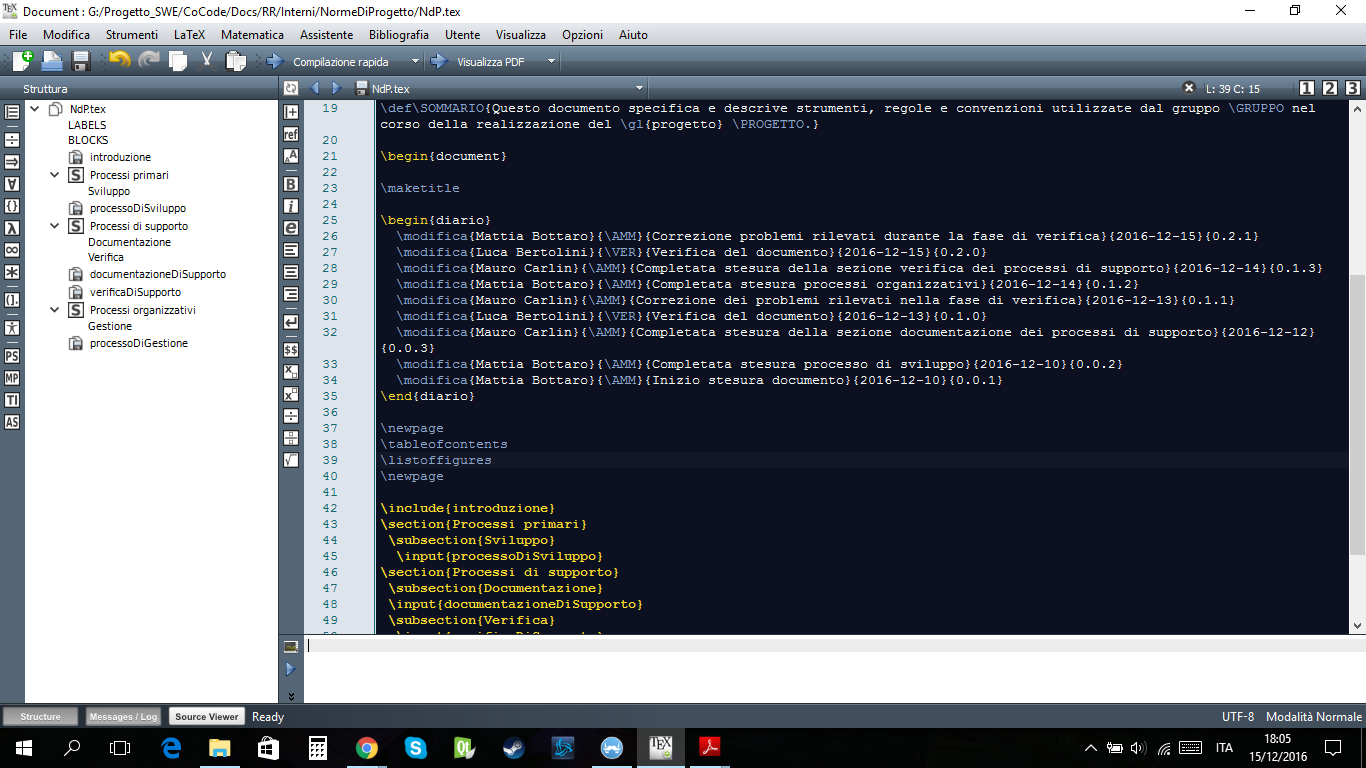 Document : G:/Progetto_SWE/CoCode/Docs/RR/Interni/NormeDiProgetto/NdP.tex
File Modifica Strumenti LaTeX Matematica Assistente Bibliografia Utente Visualizza Opzioni Aiuto
Compilazione rapida Visualizza PDF
Struttura
NdP.tex
L: 39 C: 15
1 2 3
NdP.tex
LABELS
BLOCKS
introduzione
S Processi primari
Sviluppo
processoDiSviluppo
S Processi di supporto
Documentazione
Verifica
documentazioneDiSupporto
verificaDiSupporto
S Processi organizzativi
Gestione
processoDiGestione
PS
MP
TI
AS
ref
B
i
e
$$
19 \def\SOMMARIO{Questo documento specifica e descrive strumenti, regole e convenzioni utilizzate dal gruppo \GRUPPO nel
corso della realizzazione del \gl{progetto} \PROGETTO.}
20
21 \begin{document}
22
23 \maketitle
24
25 \begin{diario}
26 \modifica{Mattia Bottaro}{\AMM}{Correzione problemi rilevati durante la fase di verifica}{2016-12-15}{0.2.1}
27 \modifica{Luca Bertolini}{\VER}{Verifica del documento}{2016-12-15}{0.2.0}
28 \modifica{Mauro Carlin}{\AMM}{Completata stesura della sezione verifica dei processi di supporto}{2016-12-14}{0.1.3}
29 \modifica{Mattia Bottaro}{\AMM}{Completata stesura processi organizzativi}{2016-12-14}{0.1.2}
30 \modifica{Mauro Carlin}{\AMM}{Correzione dei problemi rilevati nella fase di verifica}{2016-12-13}{0.1.1}
31 \modifica{Luca Bertolini}{\VER}{Verifica del documento}{2016-12-13}{0.1.0}
32 \modifica{Mauro Carlin}{\AMM}{Completata stesura della sezione documentazione dei processi di supporto}{2016-12-12}
{0.0.3}
33 \modifica{Mattia Bottaro}{\AMM}{Completata stesura processo di sviluppo}{2016-12-10}{0.0.2}
34 \modifica{Mattia Bottaro}{\AMM}{Inizio stesura documento}{2016-12-10}{0.0.1}
35 \end{diario}
36
37 \newpage
38 \tableofcontents
39 \listoffigures
40 \newpage
41
42 \include{introduzione}
43 \section{Processi primari}
44 \subsection{Sviluppo}
45 \input{processoDiSviluppo}
46 \section{Processi di supporto}
47 \subsection{Documentazione}
48 \input{documentazioneDiSupporto}
49 \subsection{Verifica}
Structure Messages / Log Source Viewer Ready
UTF-8 Modalità Normale
ITA
18:05
15/12/2016